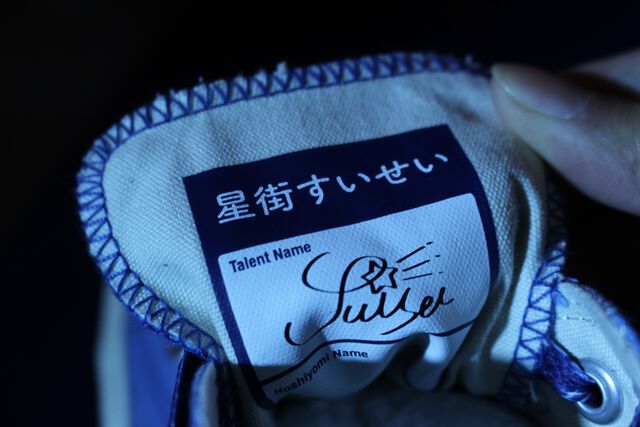 星街すいせい
Talent Name
Suisei
Hoshiyomi Name